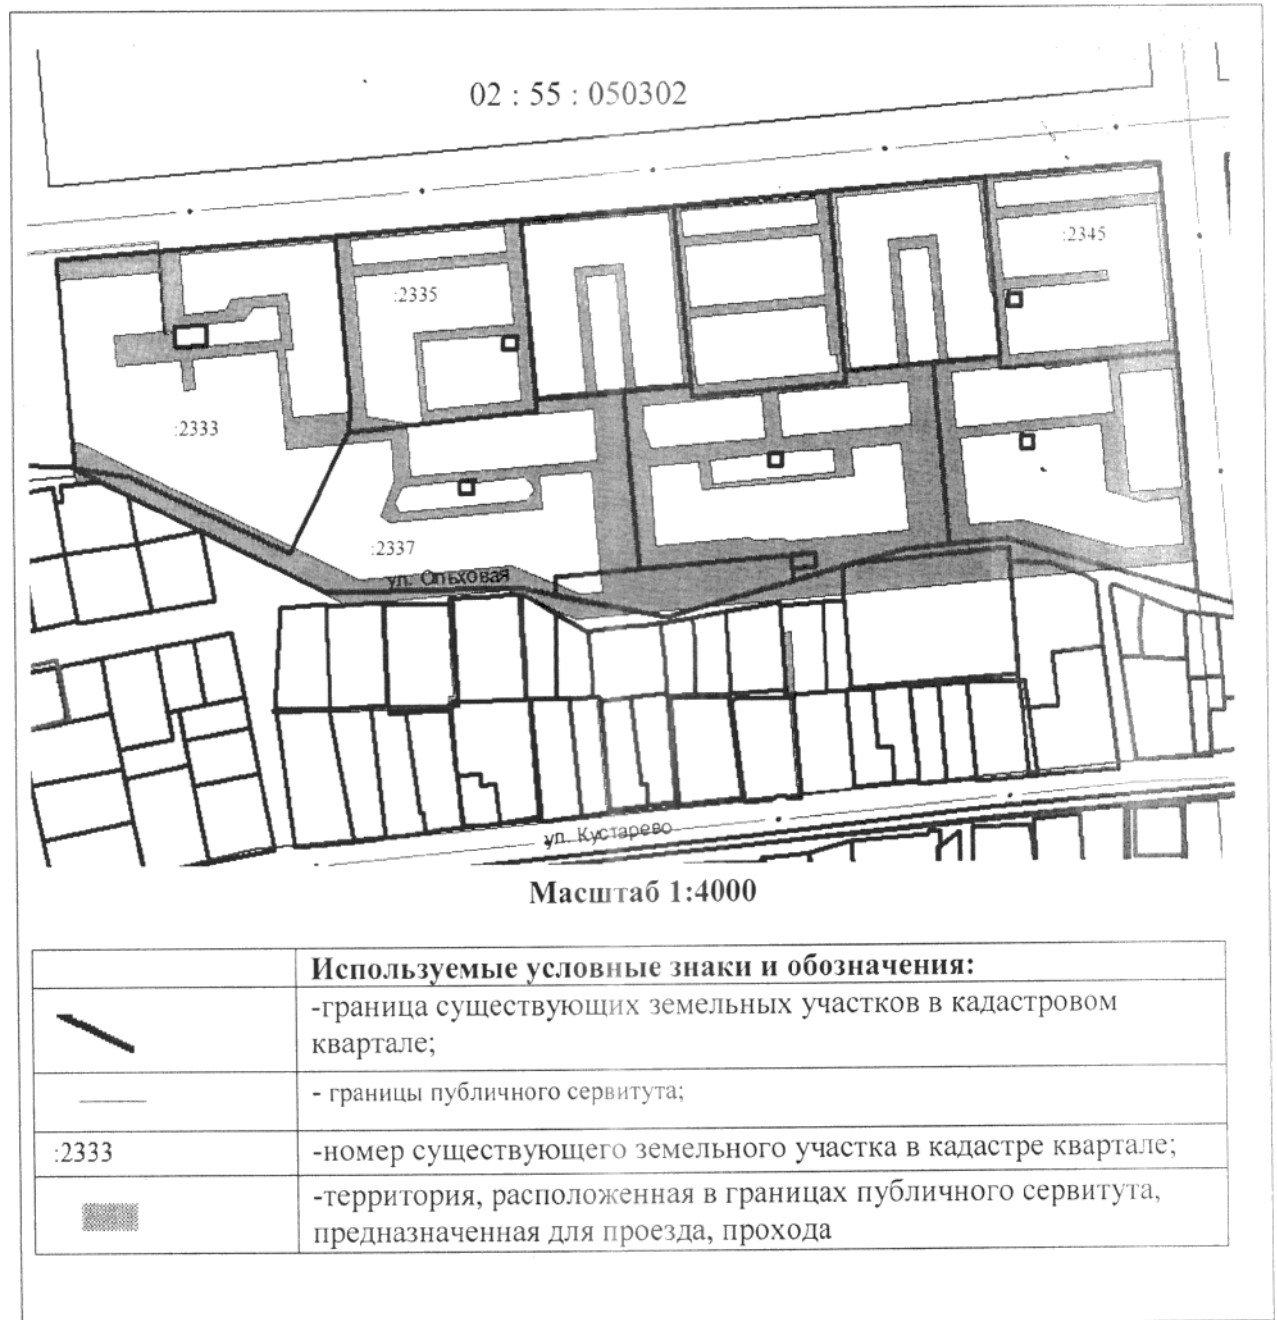 02 : 55 : 050302
:2345
:2335
:2333
:2337
ул. Ольховая
ул. Кустарево
Масштаб 1:4000
Используемые условные знаки и обозначения:
-граница существующих земельных участков в кадастровом
квартале;
- границы публичного сервитута;
:2333
-номер существующего земельного участка в кадастре квартале;
-территория, расположенная в границах публичного сервитута,
предназначенная для проезда, прохода